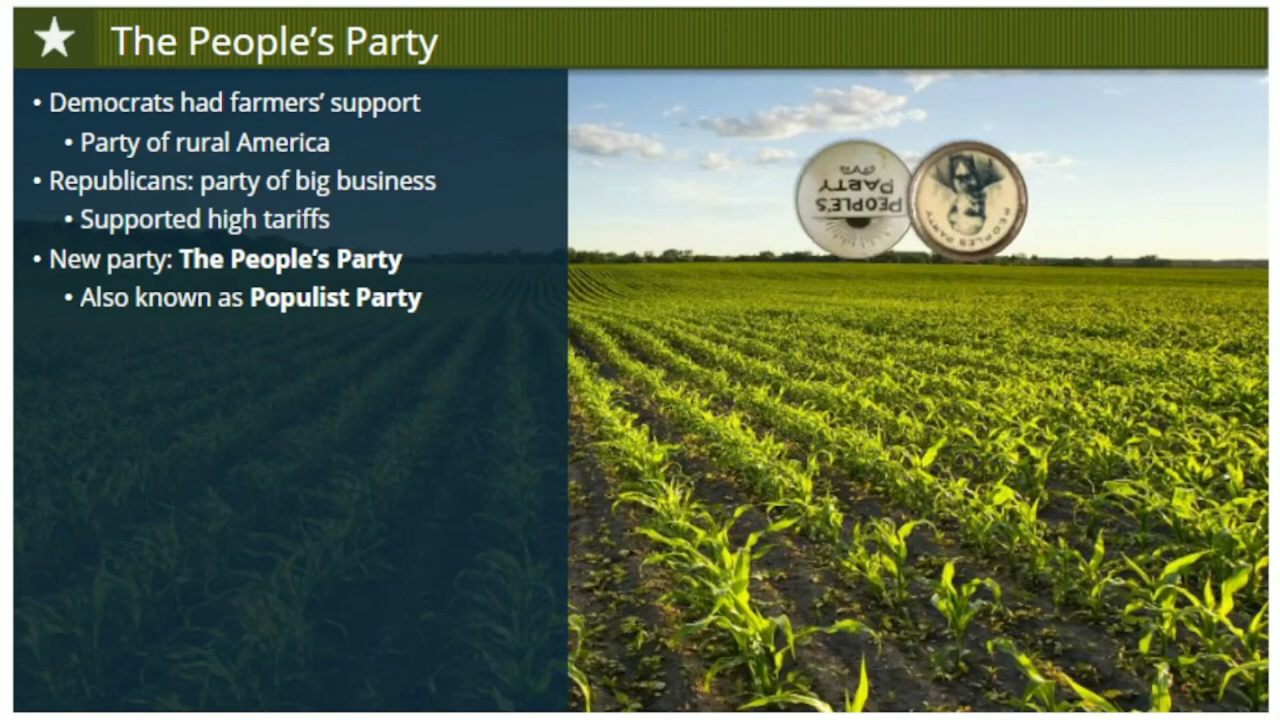 The People's Party
• Democrats had farmers' support
• Party of rural America
• Republicans: party of big business
• Supported high tariffs
• New party: The People's Party
• Also known as Populist Party
PEOPLE'S
PARTY
PEOPLES PARTY